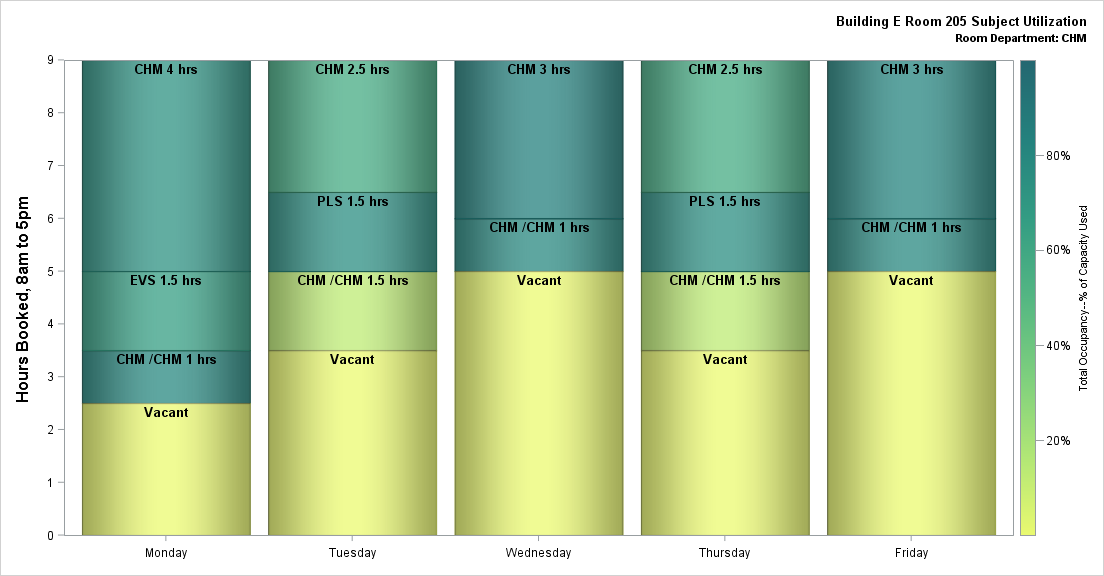 Building E Room 205 Subject Utilization
Room Department: CHM
Hours Booked, 8am to 5pm
9
8
7
6
5
4
3
2
1
0
CHM 4 hrs
EVS 1.5 hrs
CHM /CHM 1 hrs
Vacant
CHM 2.5 hrs
PLS 1.5 hrs
CHM /CHM 1.5 hrs
Vacant
CHM 3 hrs
CHM /CHM 1 hrs
Vacant
CHM 2.5 hrs
PLS 1.5 hrs
CHM /CHM 1.5 hrs
Vacant
CHM 3 hrs
CHM /CHM 1 hrs
Vacant
Monday
Tuesday
Wednesday
Thursday
Friday
80%
60%
40%
20%
Total Occupancy--% of Capacity Used